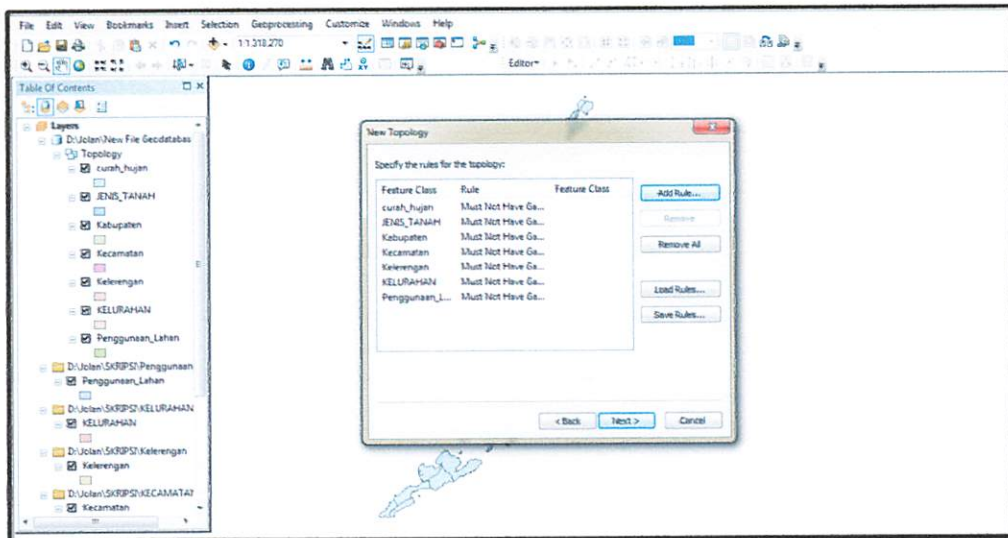 File Edit View Bookmarks Insert Selection Geoprocessing Customize Windows Help
1:1.318.270
Editor
Table Of Contents
Layers
D:\Jolan\New File Geodatabas
Topology
curah_hujan
JENIS_TANAH
Kabupaten
Kecamatan
Kelerengan
KELURAHAN
Penggunaan_Lahan
D:\Jolan\SKRIPSI\Penggunaan
Penggunaan_Lahan
D:\Jolan\SKRIPSI\KELURAHAN
KELURAHAN
D:\Jolan\SKRIPSI\Kelerengan
Kelerengan
D:\Jolan\SKRIPSI\KECAMATAN
Kecamatan
New Topology
Specify the rules for the topology:
Feature Class Rule Feature Class
curah_hujan Must Not Have Ga...
JENIS_TANAH Must Not Have Ga...
Kabupaten Must Not Have Ga...
Kecamatan Must Not Have Ga...
Kelerengan Must Not Have Ga...
KELURAHAN Must Not Have Ga...
Penggunaan_L... Must Not Have Ga...
Add Rule...
Remove
Remove All
Load Rules...
Save Rules...
< Back Next > Cancel